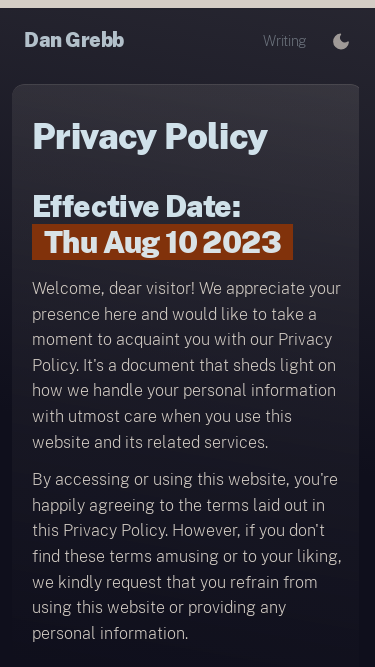 Dan Grebb
Writing
Privacy Policy
Effective Date:
Thu Aug 10 2023
Welcome, dear visitor! We appreciate your
presence here and would like to take a
moment to acquaint you with our Privacy
Policy. It's a document that sheds light on
how we handle your personal information
with utmost care when you use this
website and its related services.
By accessing or using this website, you're
happily agreeing to the terms laid out in
this Privacy Policy. However, if you don't
find these terms amusing or to your liking,
we kindly request that you refrain from
using this website or providing any
personal information.